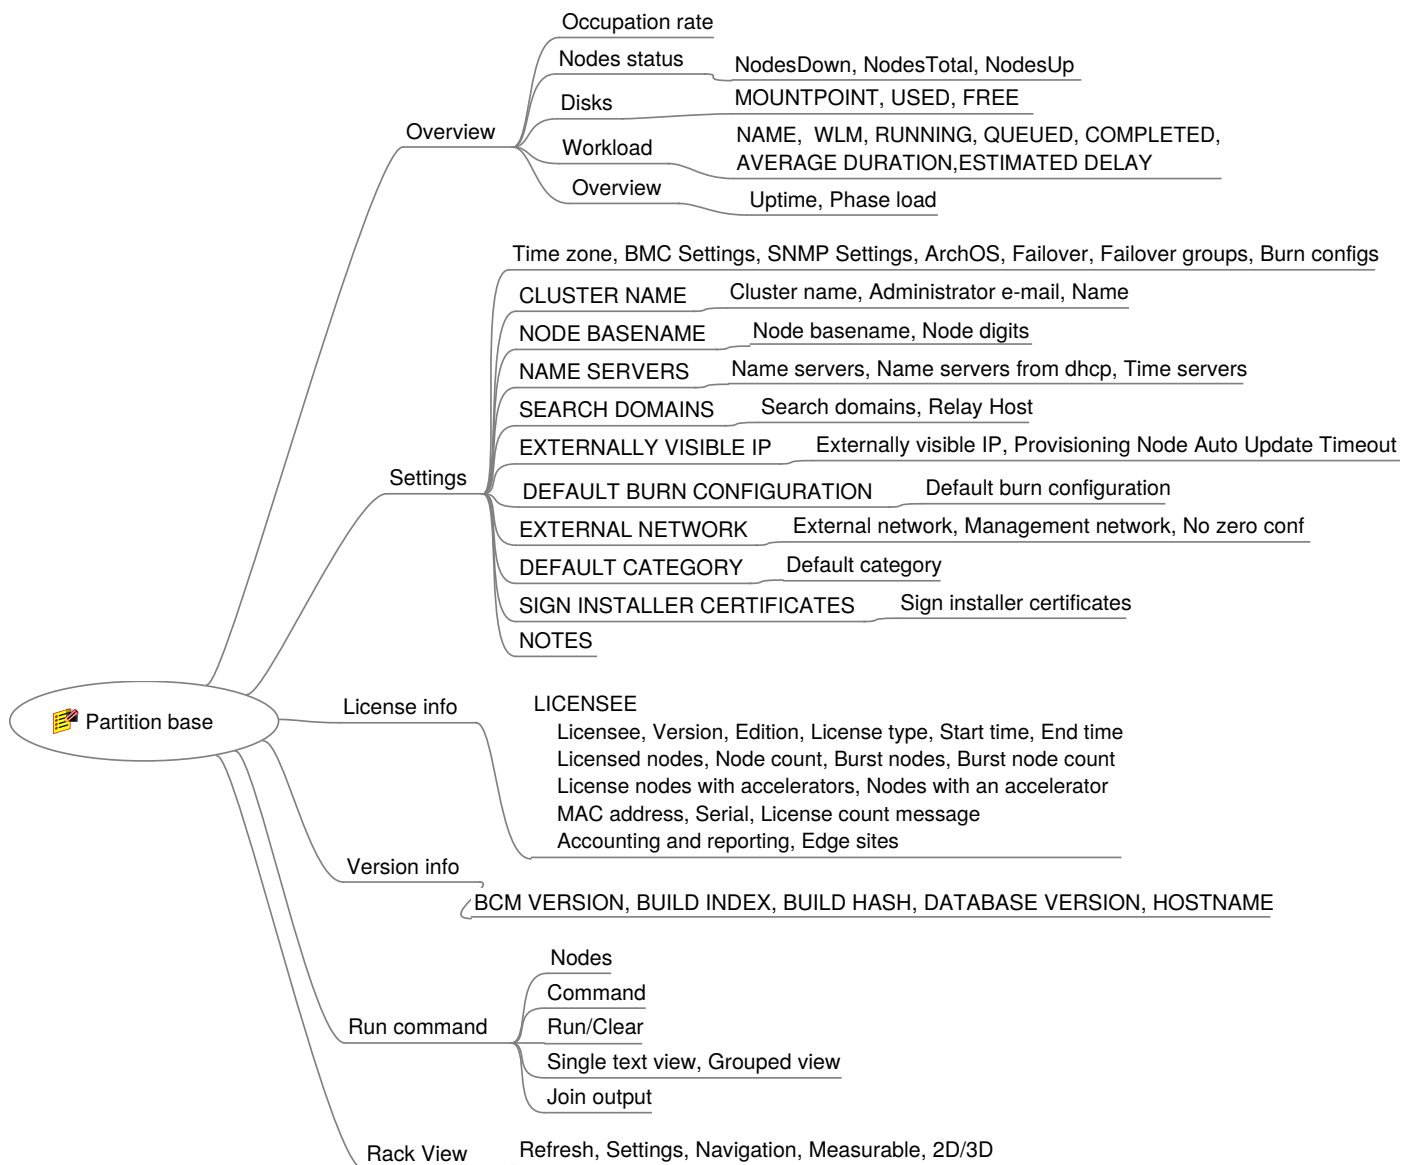 Occupation rate
Nodes status
NodesDown, NodesTotal, NodesUp
Disks
MOUNTPOINT, USED, FREE
Overview
Workload
NAME,  WLM, RUNNING, QUEUED, COMPLETED,
AVERAGE DURATION,ESTIMATED DELAY
Overview
Uptime, Phase load
Time zone, BMC Settings, SNMP Settings, ArchOS, Failover, Failover groups, Burn configs
CLUSTER NAME
Cluster name, Administrator e-mail, Name
NODE BASENAME
Node basename, Node digits
NAME SERVERS
Name servers, Name servers from dhcp, Time servers
SEARCH DOMAINS
Search domains, Relay Host
EXTERNALLY VISIBLE IP
Externally visible IP, Provisioning Node Auto Update Timeout
Settings
DEFAULT BURN CONFIGURATION
Default burn configuration
EXTERNAL NETWORK
External network, Management network, No zero conf
DEFAULT CATEGORY
Default category
SIGN INSTALLER CERTIFICATES
Sign installer certificates
NOTES
Partition base
License info
LICENSEE
Licensee, Version, Edition, License type, Start time, End time
Licensed nodes, Node count, Burst nodes, Burst node count
License nodes with accelerators, Nodes with an accelerator
MAC address, Serial, License count message
Accounting and reporting, Edge sites
Version info
BCM VERSION, BUILD INDEX, BUILD HASH, DATABASE VERSION, HOSTNAME
Nodes
Command
Run command
Run/Clear
Single text view, Grouped view
Join output
Rack View
Refresh, Settings, Navigation, Measurable, 2D/3D